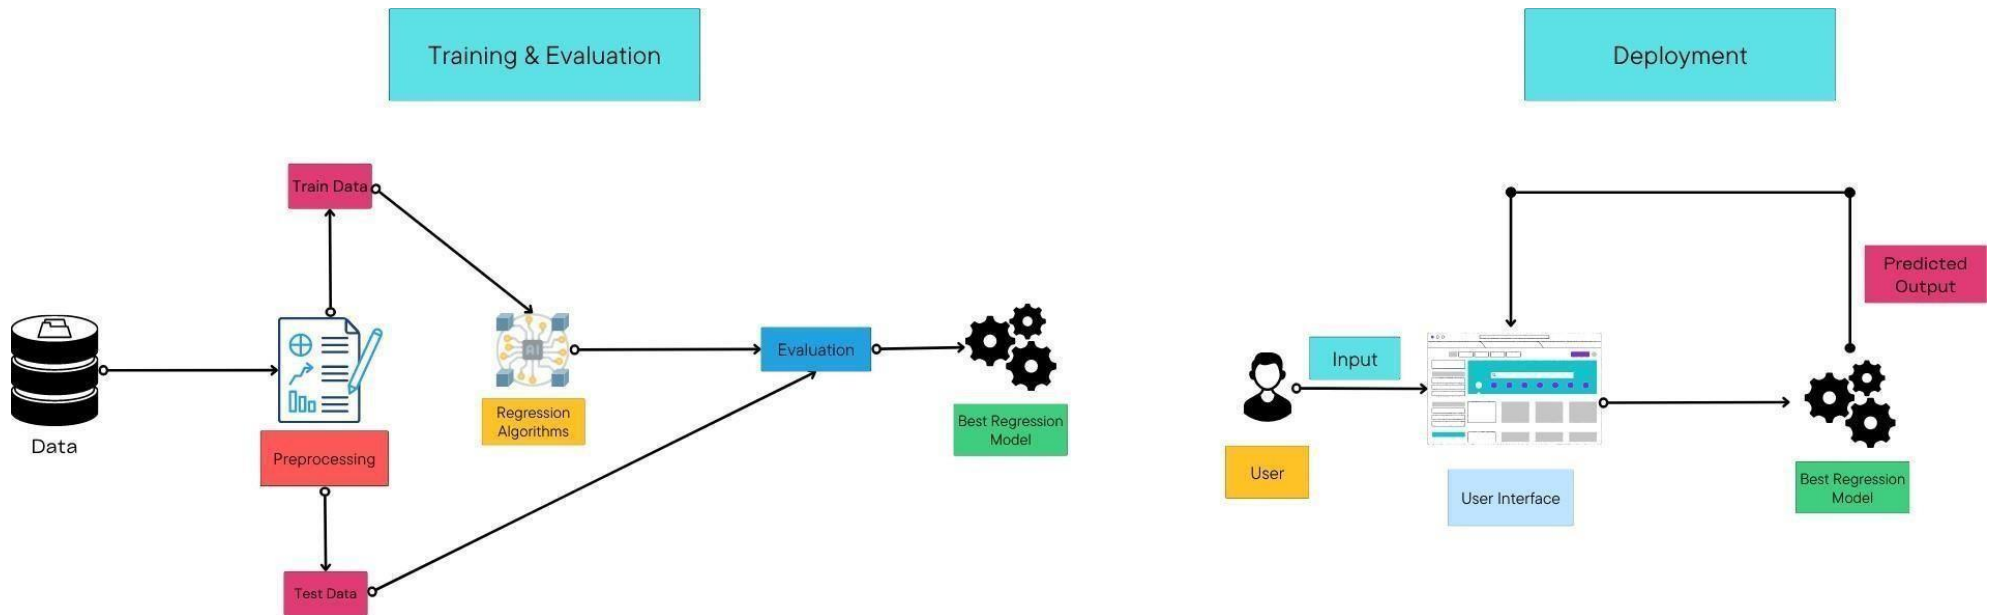 Training & Evaluation
Deployment
Train Data
Data
Preprocessing
Test Data
AI
Regression
Algorithms
Evaluation
Best Regression
Model
User
Input
User Interface
Predicted
Output
Best Regression
Model